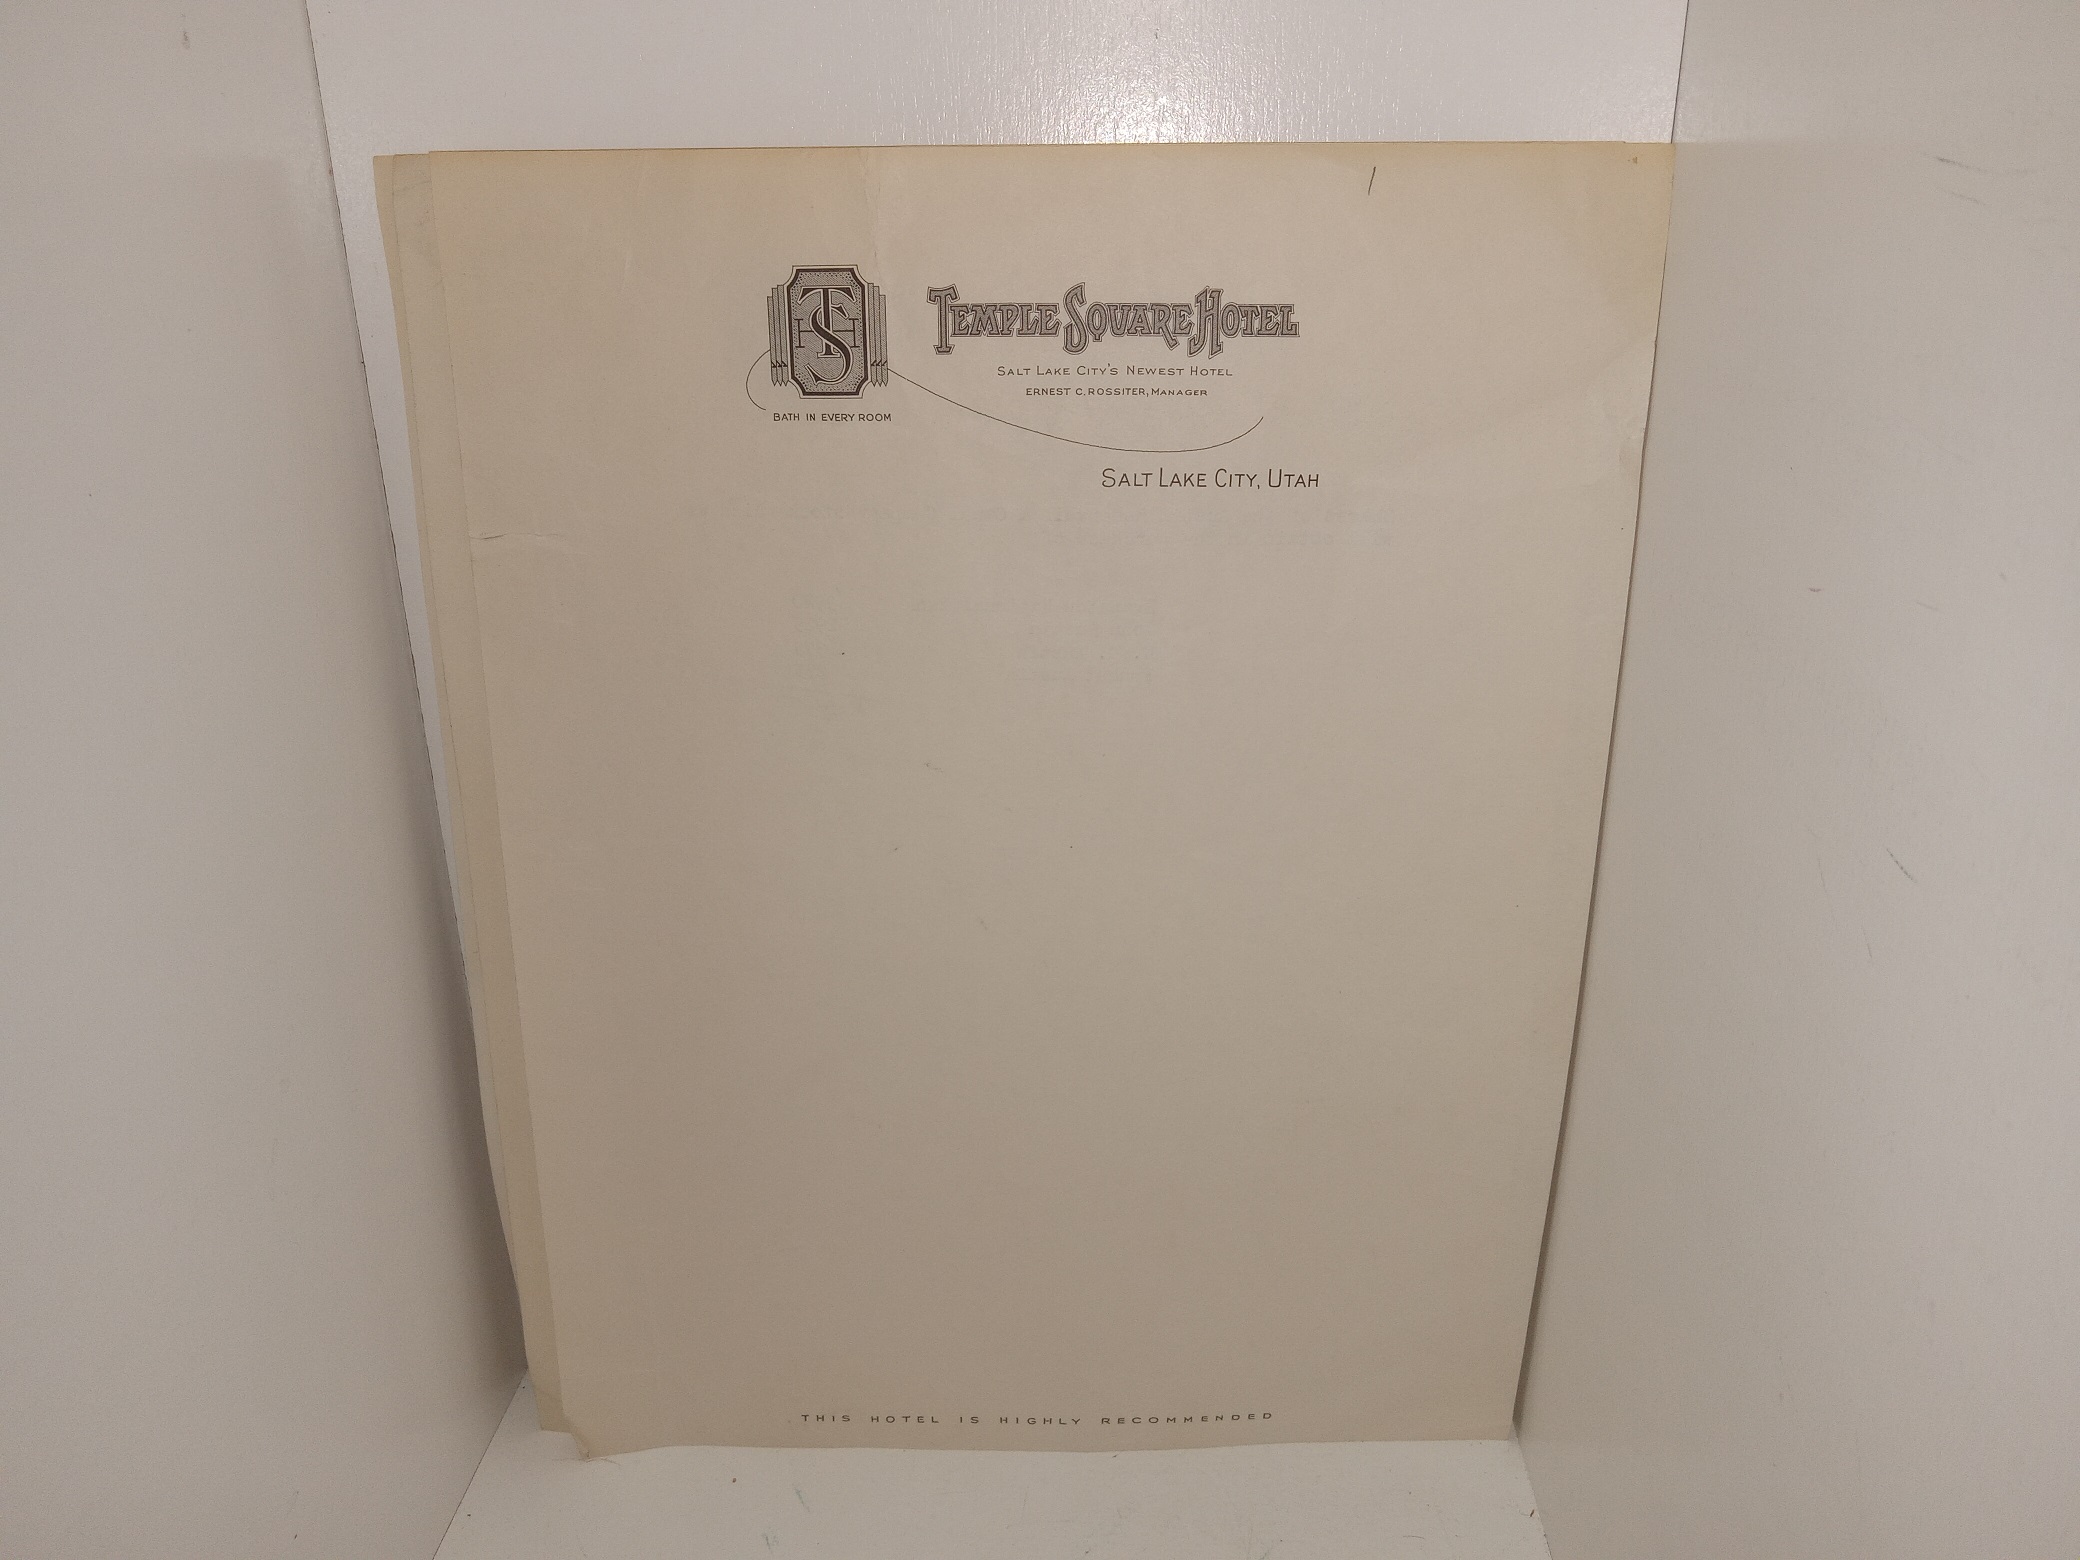 TSH
TEMPLE SQUARE HOTEL
SALT LAKE CITY'S NEWEST HOTEL
ERNEST C. ROSSITER, MANAGER
BATH IN EVERY ROOM
SALT LAKE CITY, UTAH
THIS HOTEL IS HIGHLY RECOMMENDED